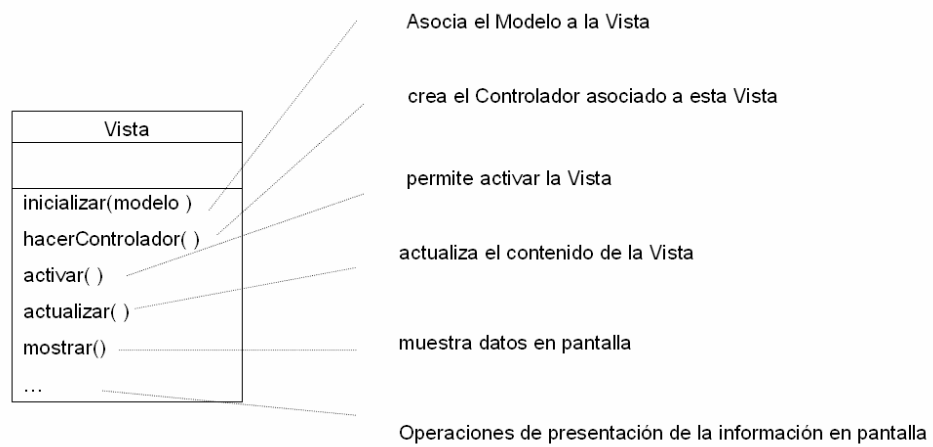 Asocia el Modelo a la Vista
crea el Controlador asociado a esta Vista
Vista
permite activar la Vista
inicializar(modelo )
hacerControlador( )
activar( )
actualiza el contenido de la Vista
actualizar( )
mostrar()
muestra datos en pantalla
...
Operaciones de presentación de la información en pantalla